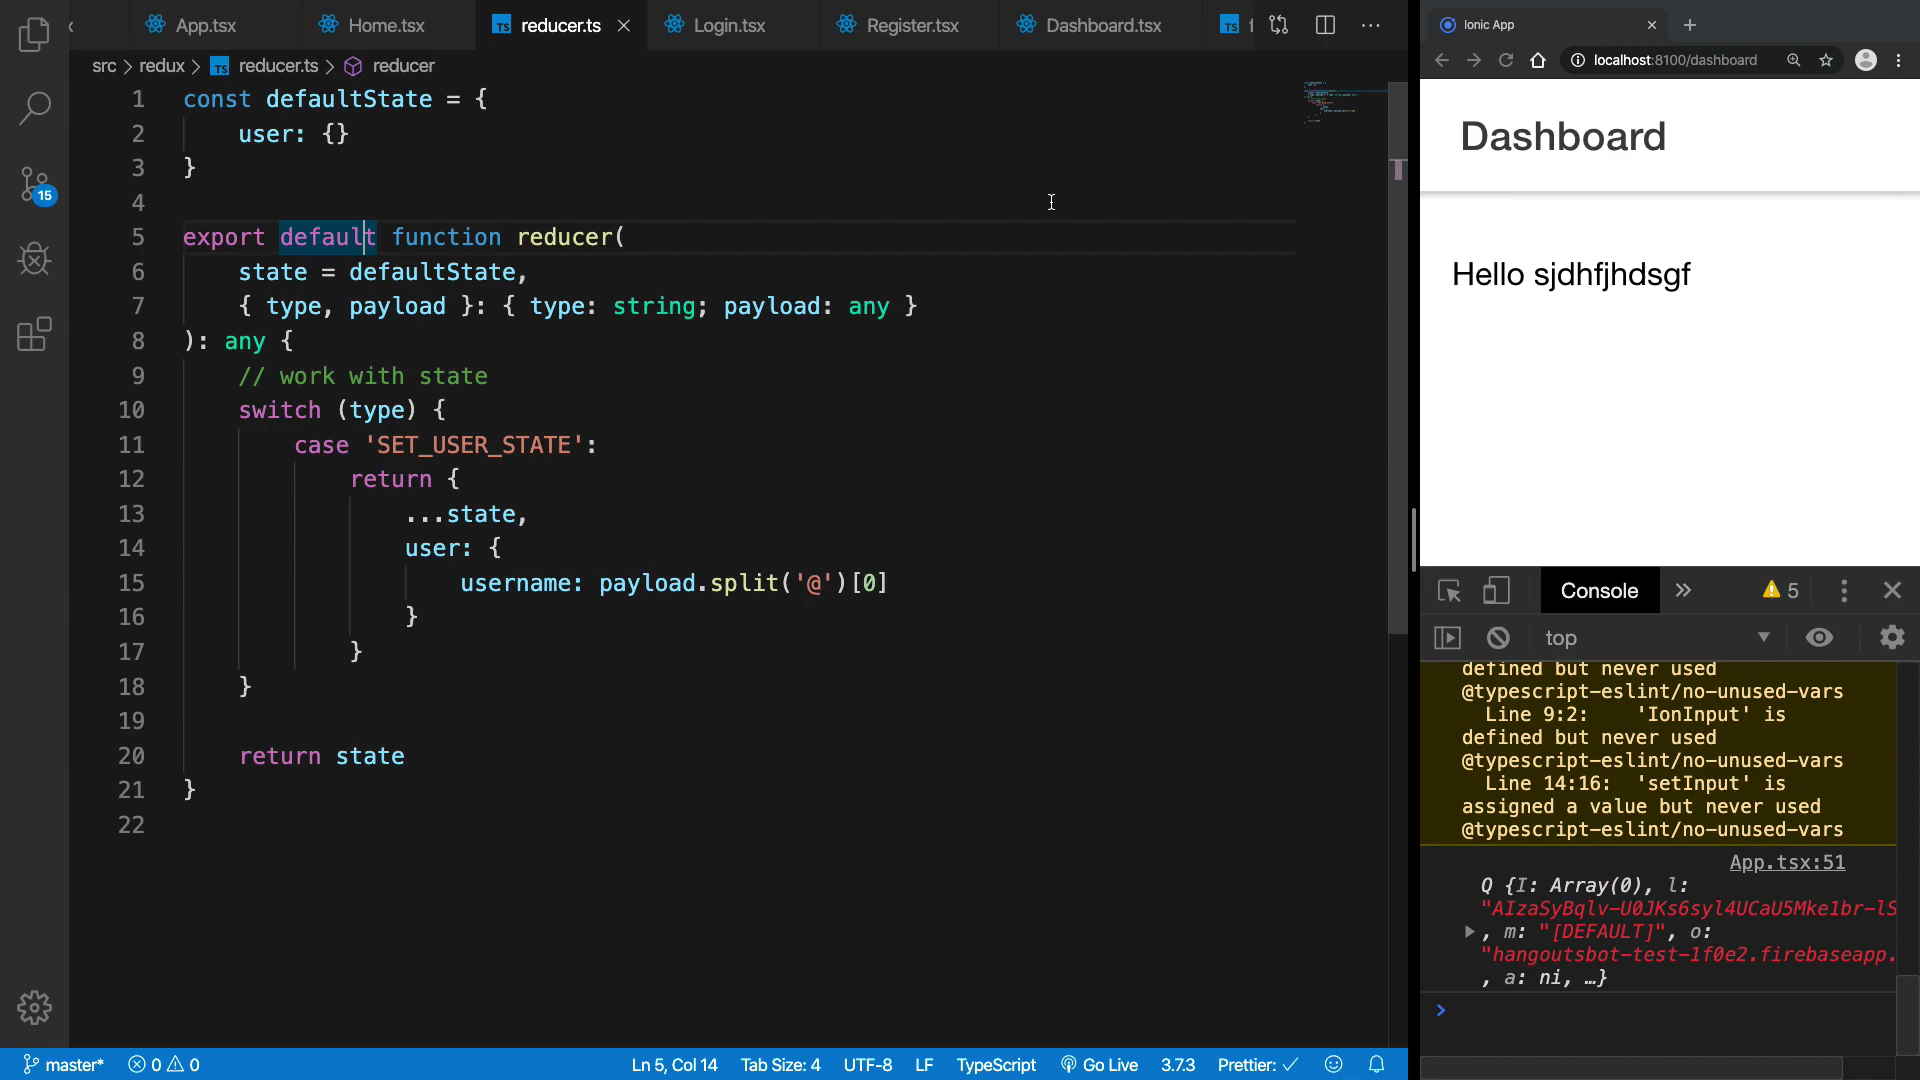 App.tsx
Home.tsx
reducer.ts
Login.tsx
Register.tsx
Dashboard.tsx
src > redux > reducer.ts > reducer
1 const defaultState = {
2 user: {}
3 }
4
5 export default function reducer(
6 state = defaultState,
7 { type, payload }: { type: string; payload: any }
8 ): any {
9 // work with state
10 switch (type) {
11 case 'SET_USER_STATE':
12 return {
13 ...state,
14 user: {
15 username: payload.split('@')[0]
16 }
17 }
18 }
19
20 return state
21 }
22
15
master* 0 0 Ln 5, Col 14 Tab Size: 4 UTF-8 LF TypeScript Go Live 3.7.3 Prettier: ✓
Ionic App
localhost:8100/dashboard
Dashboard
Hello sjdhfjhdsgf
Console » 5
top
defined but never used
@typescript-eslint/no-unused-vars
Line 9:2: 'IonInput' is
defined but never used
@typescript-eslint/no-unused-vars
Line 14:16: 'setInput' is
assigned a value but never used
@typescript-eslint/no-unused-vars
App.tsx:51
Q {I: Array(0), l:
"AIzaSyBqlv-U0JKs6syl4UCaU5Mke1br-lS
, m: "[DEFAULT]", o:
"hangoutsbot-test-1f0e2.firebaseapp.
, a: ni, …}
>